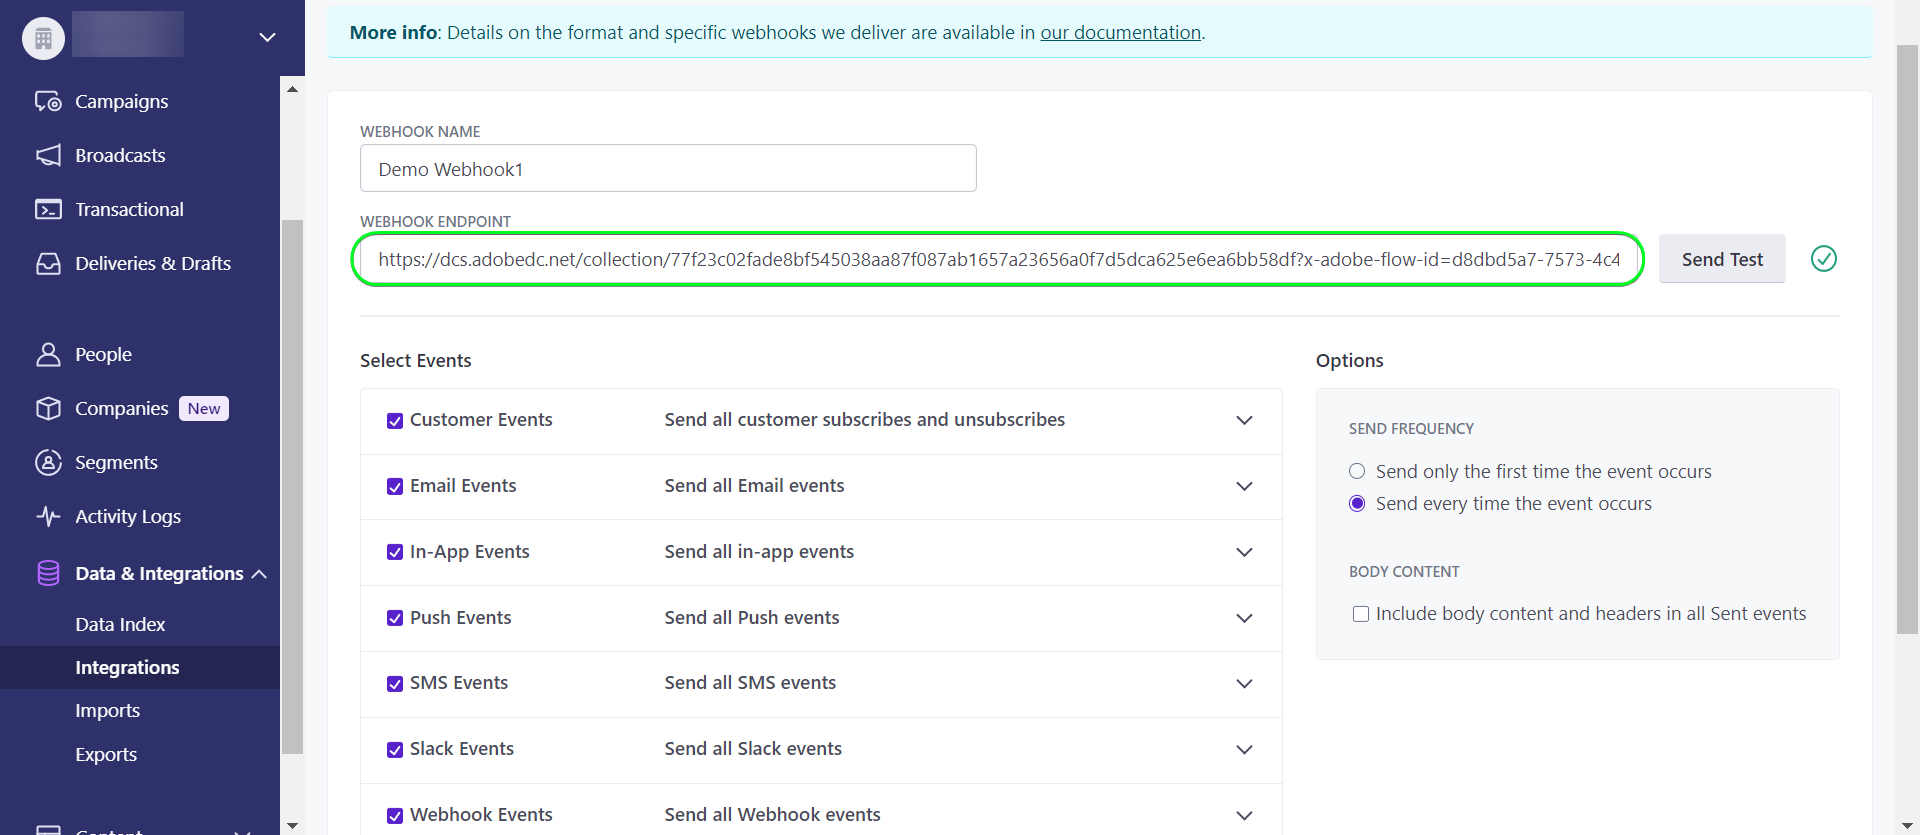 Campaigns
Broadcasts
Transactional
Deliveries & Drafts
People
Companies New
Segments
Activity Logs
Data & Integrations
Data Index
Integrations
Imports
Exports
More info: Details on the format and specific webhooks we deliver are available in our documentation.
WEBHOOK NAME
Demo Webhook1
WEBHOOK ENDPOINT
https://dcs.adobedc.net/collection/77f23c02fade8bf545038aa87f087ab1657a23656a0f7d5dca625e6ea6bb58df?x-adobe-flow-id=d8dbd5a7-7573-4c4
Send Test
Select Events
Customer Events Send all customer subscribes and unsubscribes
Email Events Send all Email events
In-App Events Send all in-app events
Push Events Send all Push events
SMS Events Send all SMS events
Slack Events Send all Slack events
Webhook Events Send all Webhook events
Options
SEND FREQUENCY
Send only the first time the event occurs
Send every time the event occurs
BODY CONTENT
Include body content and headers in all Sent events